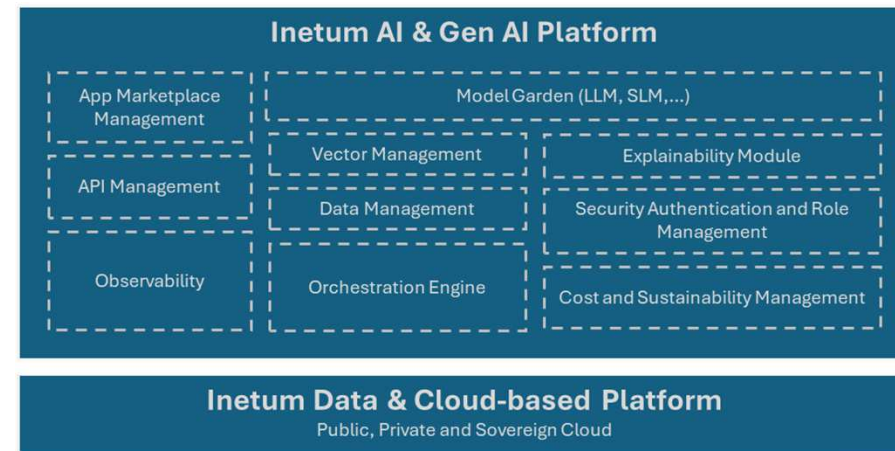 Inetum AI & Gen AI Platform
App Marketplace
Management
API Management
Observability
Model Garden (LLM, SLM,...)
Vector Management
Data Management
Orchestration Engine
Explainability Module
Security Authentication and Role
Management
Cost and Sustainability Management
Inetum Data & Cloud-based Platform
Public, Private and Sovereign Cloud